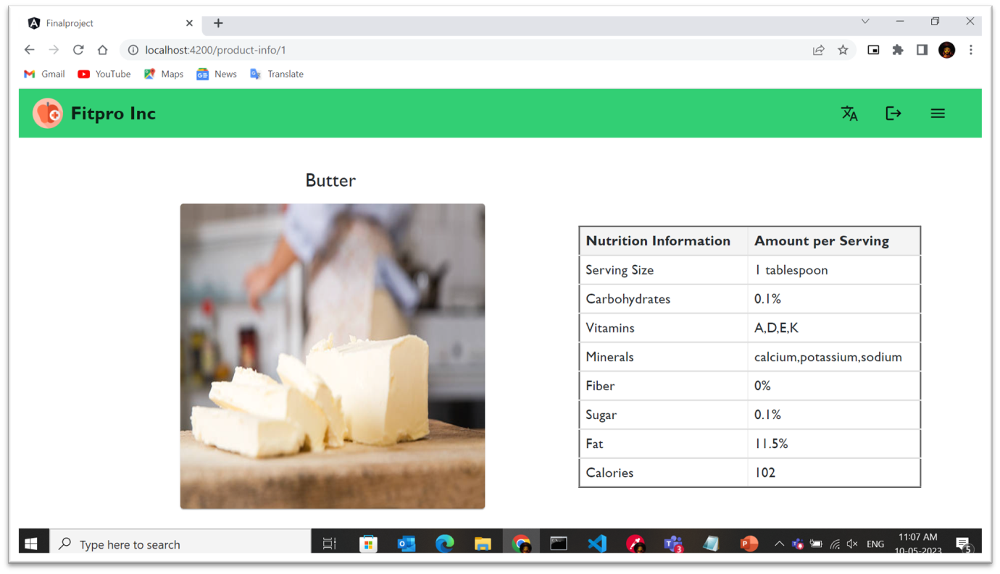 Finalproject
localhost:4200/product-info/1
Gmail YouTube Maps News Translate
Fitpro Inc
Butter
Nutrition Information Amount per Serving
Serving Size 1 tablespoon
Carbohydrates 0.1%
Vitamins A,D,E,K
Minerals calcium,potassium,sodium
Fiber 0%
Sugar 0.1%
Fat 11.5%
Calories 102
Type here to search
ENG
11:07 AM
10-05-2023
3
5